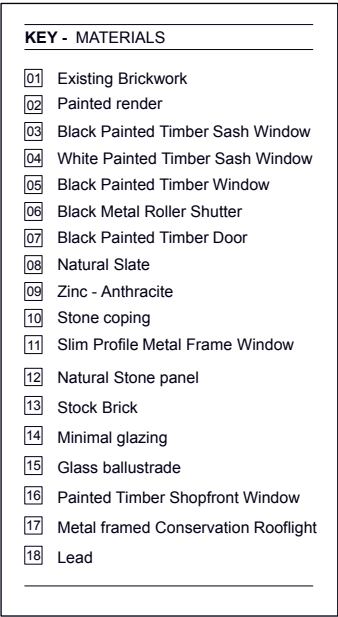 KEY - MATERIALS
01 Existing Brickwork
02 Painted render
03 Black Painted Timber Sash Window
04 White Painted Timber Sash Window
05 Black Painted Timber Window
06 Black Metal Roller Shutter
07 Black Painted Timber Door
08 Natural Slate
09 Zinc - Anthracite
10 Stone coping
11 Slim Profile Metal Frame Window
12 Natural Stone panel
13 Stock Brick
14 Minimal glazing
15 Glass ballustrade
16 Painted Timber Shopfront Window
17 Metal framed Conservation Rooflight
18 Lead